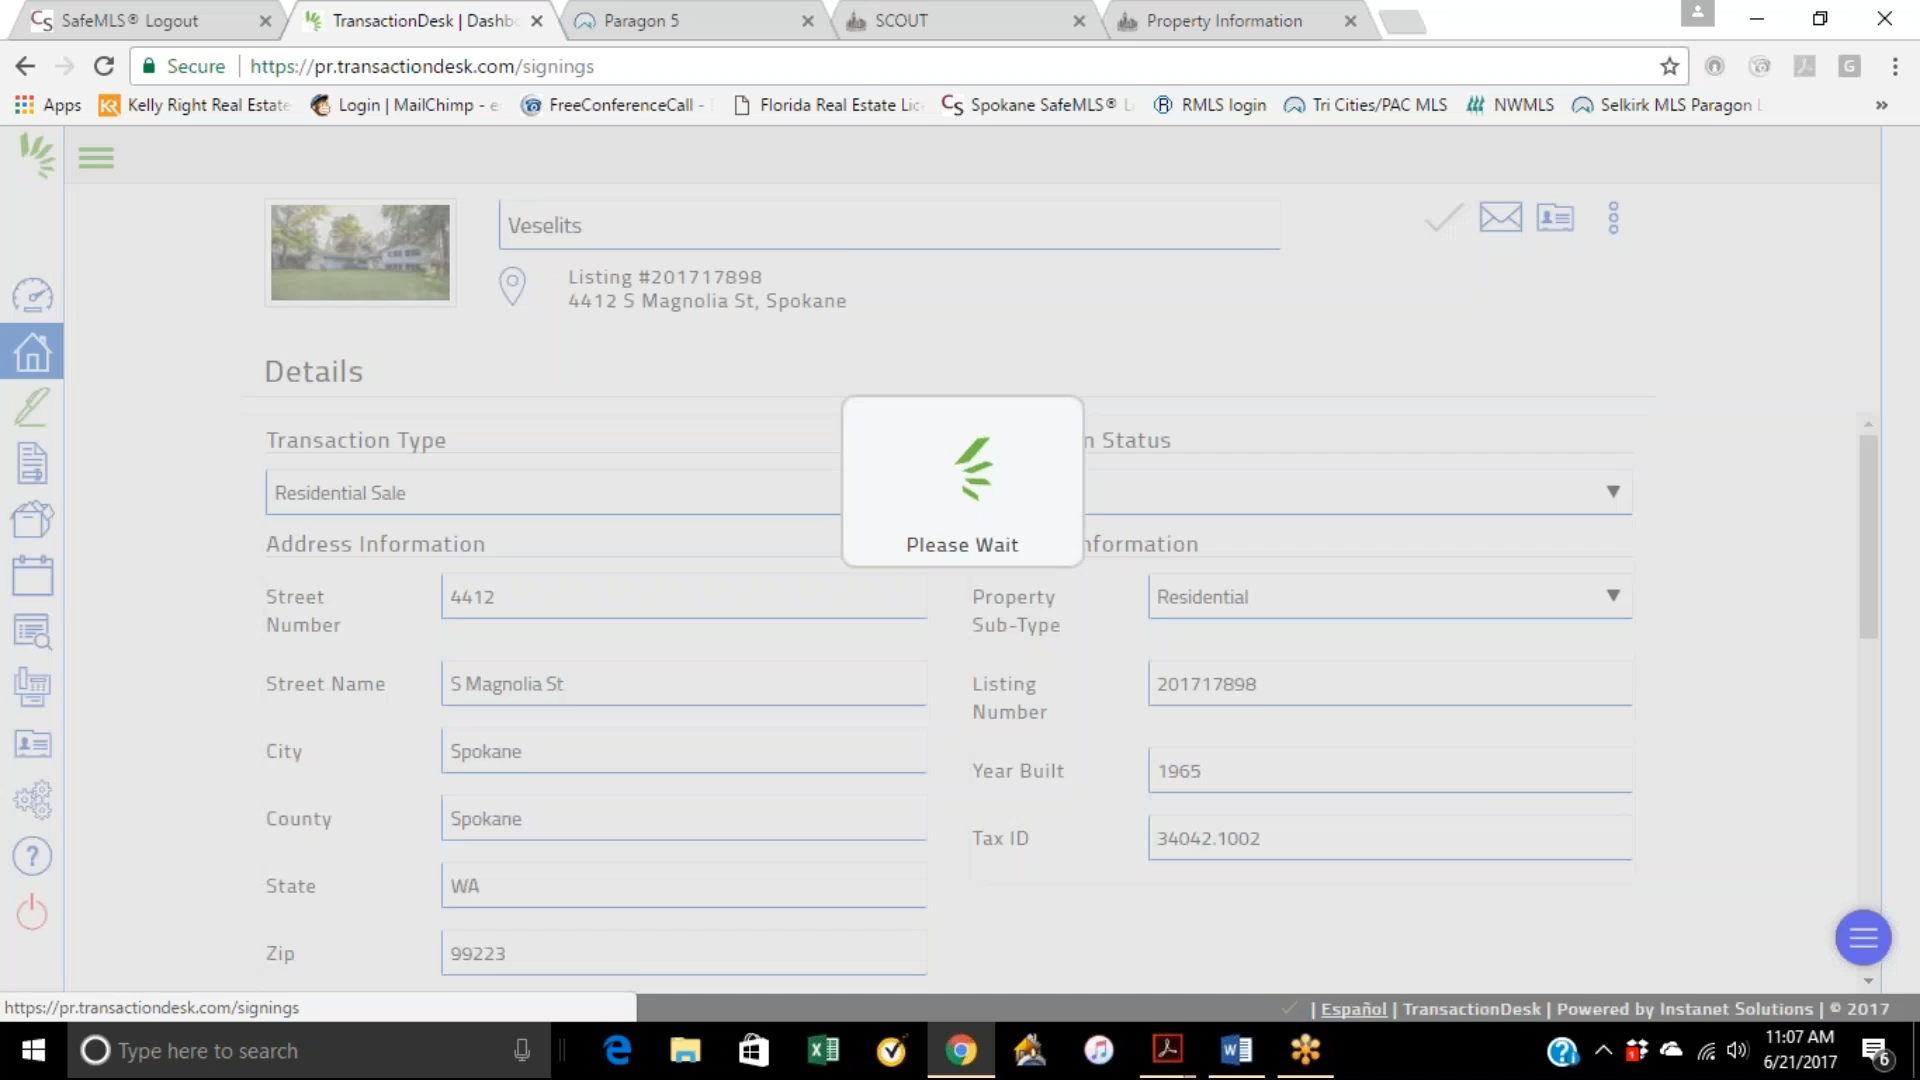 SafeMLS® Logout
TransactionDesk | Dashbo
Paragon 5
SCOUT
Property Information
Secure
https://pr.transactiondesk.com/signings
Apps
Kelly Right Real Estate
Login | MailChimp - e
FreeConferenceCall -
Florida Real Estate Lic
Spokane SafeMLS® L
RMLS login
Tri Cities/PAC MLS
NWMLS
Selkirk MLS Paragon L
»
Veselits
Listing #201717898
4412 S Magnolia St, Spokane
Details
Transaction Type
n Status
Residential Sale
Please Wait
Address Information
nformation
Street Number
4412
Property Sub-Type
Residential
Street Name
S Magnolia St
Listing Number
201717898
City
Spokane
Year Built
1965
County
Spokane
Tax ID
34042.1002
State
WA
Zip
99223
https://pr.transactiondesk.com/signings
| Español | TransactionDesk | Powered by Instanet Solutions | © 2017
Type here to search
11:07 AM
6/21/2017
6